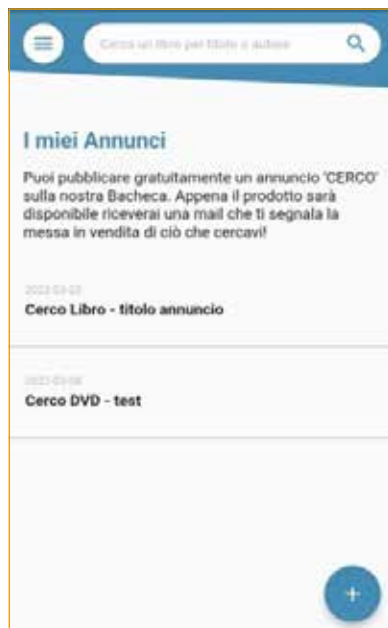 Cerca un libro per titolo o autore
I miei Annunci
Puoi pubblicare gratuitamente un annuncio 'CERCO'
sulla nostra Bacheca. Appena il prodotto sarà
disponibile riceverai una mail che ti segnala la
messa in vendita di ciò che cercavi!
Cerco Libro - titolo annuncio
Cerco DVD - test
+